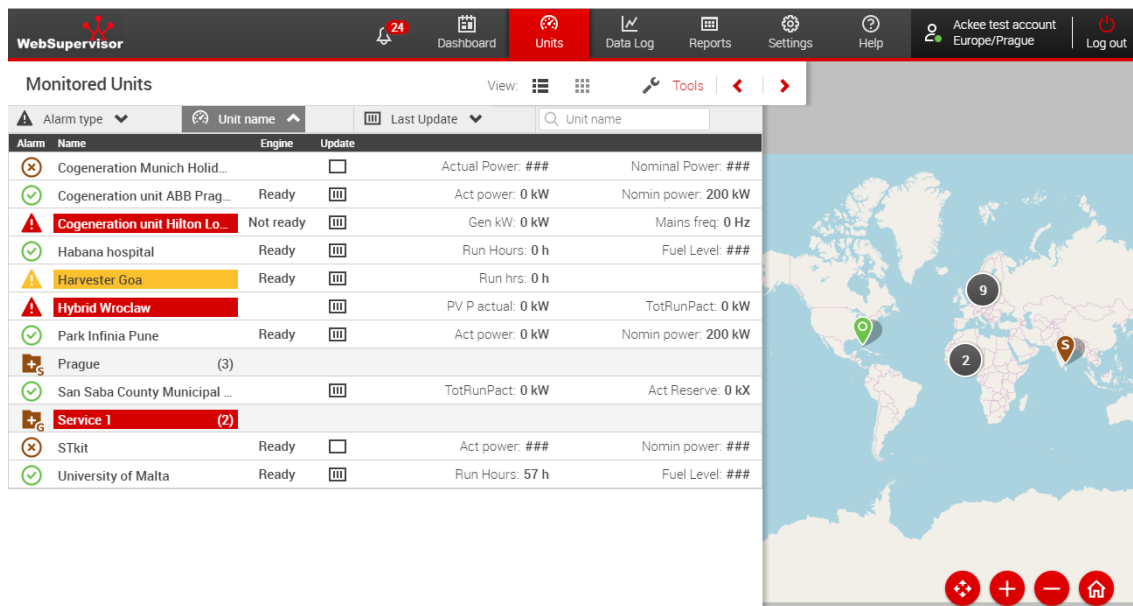 WebSupervisor
24
Dashboard
Units
Data Log
Reports
Settings
Help
Ackee test account
Europe/Prague
Log out
Monitored Units
View:
Tools
Alarm type
Unit name
Last Update
Unit name
Alarm Name Engine Update
Cogeneration Munich Holid... Actual Power: ### Nominal Power: ###
Cogeneration unit ABB Prag... Ready Act power: 0 kW Nomin power: 200 kW
Cogeneration unit Hilton Lo... Not ready Gen kW: 0 kW Mains freq: 0 Hz
Habana hospital Ready Run Hours: 0 h Fuel Level: ###
Harvester Goa Ready Run hrs: 0 h
Hybrid Wroclaw PV P actual: 0 kW TotRunPact: 0 kW
Park Infinia Pune Ready Act power: 0 kW Nomin power: 200 kW
S Prague (3)
San Saba County Municipal ... TotRunPact: 0 kW Act Reserve: 0 kX
G Service 1 (2)
STkit Ready Act power: ### Nomin power: ###
University of Malta Ready Run Hours: 57 h Fuel Level: ###
9
2
S